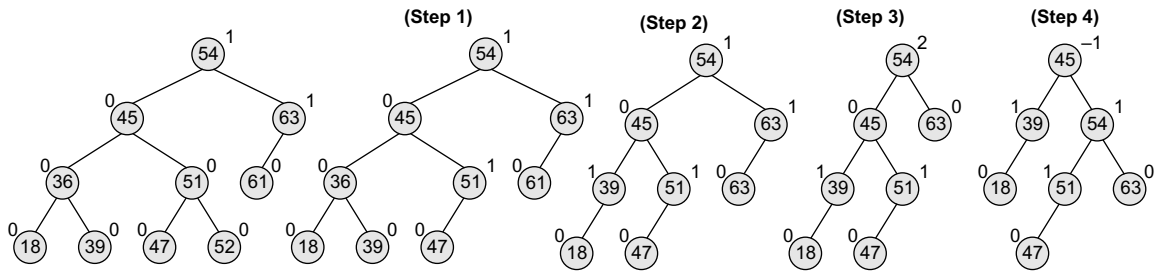 (Step 1) (Step 2) (Step 3) (Step 4)
54 1 54 1 54 1 54 2 45 –1
0 45 63 1 0 45 63 1 0 45 63 1 0 45 63 0 1 39 54 1
0 36 51 0 61 0 0 36 51 1 0 61 1 39 51 1 0 63 1 39 51 1 0 18 1 51 63 0
0 18 39 0 0 47 52 0 0 18 39 0 0 47 0 18 0 47 0 18 0 47 0 47